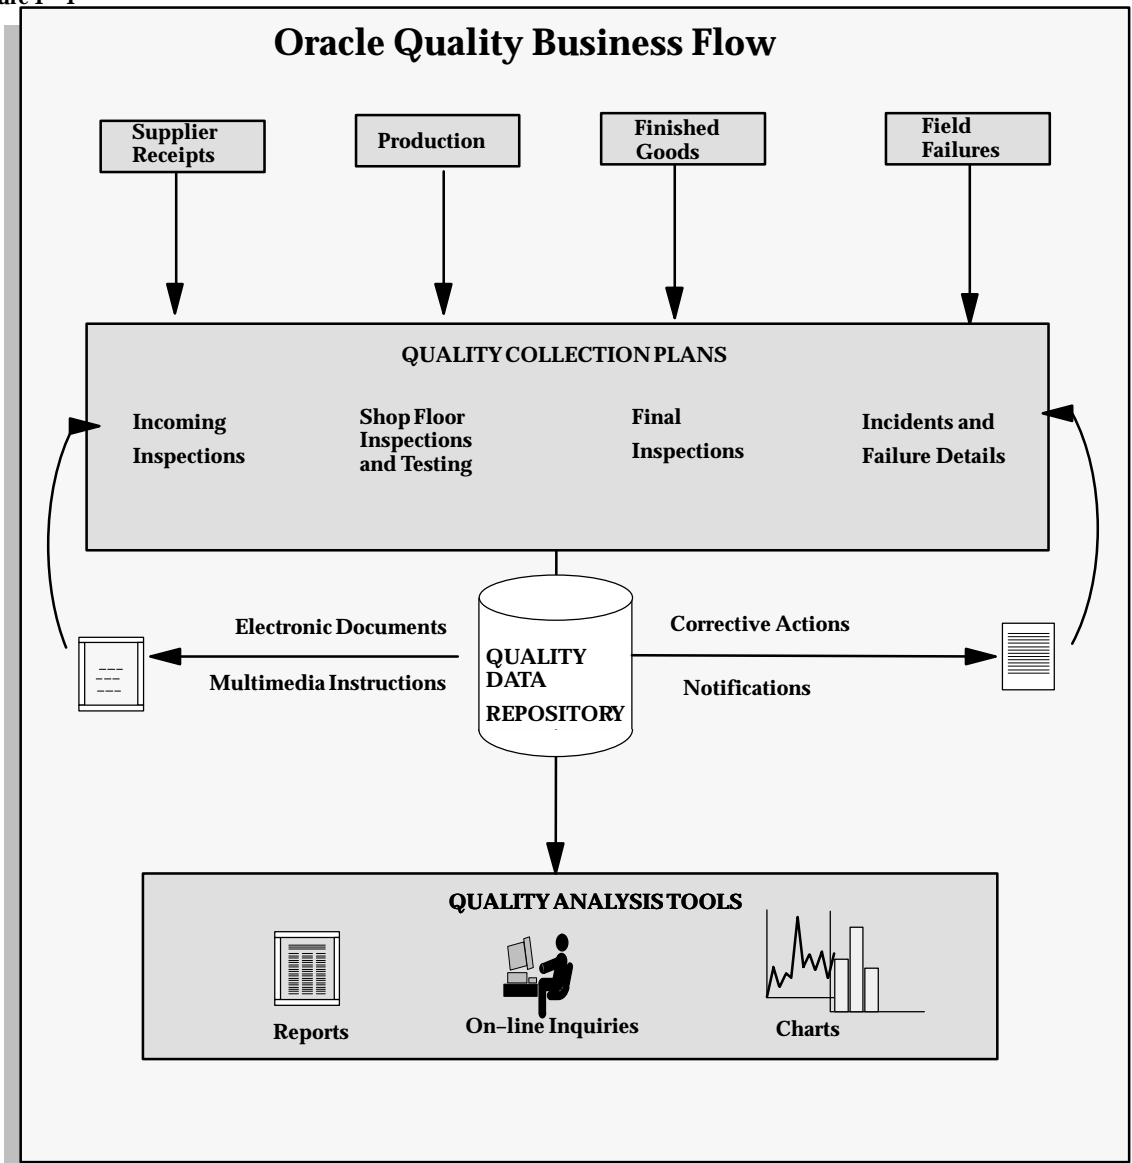 Oracle Quality Business Flow
Supplier
Receipts
Production
Finished
Goods
Field
Failures
QUALITY COLLECTION PLANS
Incoming
Inspections
Shop Floor
Inspections
and Testing
Final
Inspections
Incidents and
Failure Details
Electronic Documents
Multimedia Instructions
QUALITY
DATA
REPOSITORY
Corrective Actions
Notifications
QUALITY ANALYSIS TOOLS
Reports
On–line Inquiries
Charts